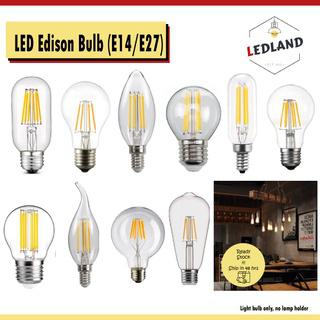 LED Edison Bulb (E14/E27)
LEDLAND
Ready
Stock
Ship in 48 hrs
Light bulb only, no lamp holder